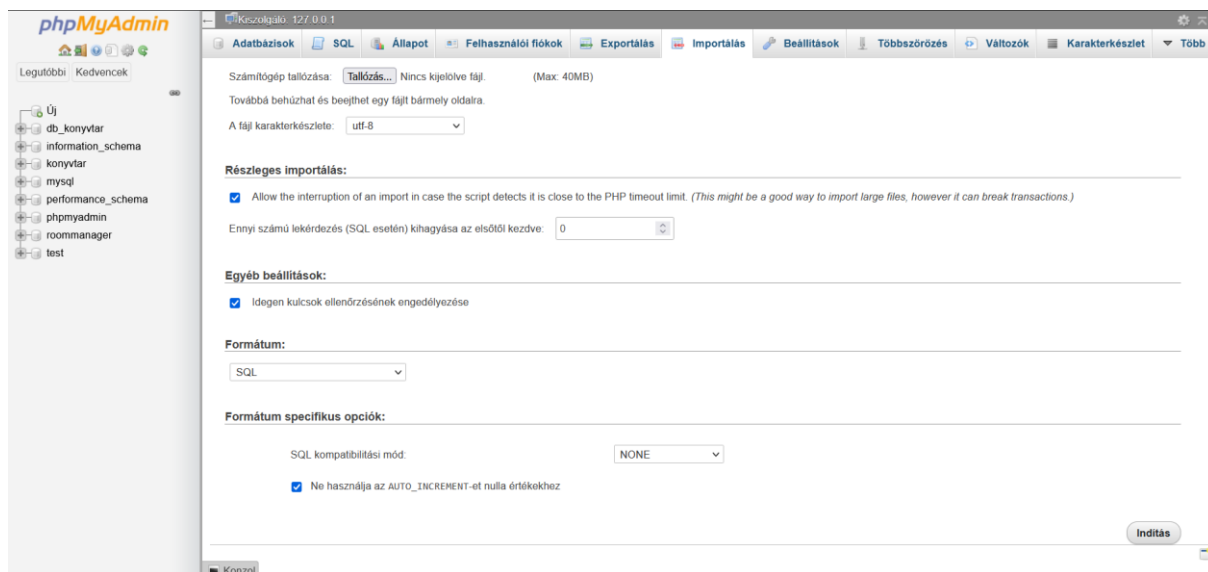 phpMyAdmin
Legutóbbi Kedvencek
Új
db_konyvtar
information_schema
konyvtar
mysql
performance_schema
phpmyadmin
roommanager
test
Kiszolgáló: 127.0.0.1
Adatbázisok SQL Állapot Felhasználói fiókok Exportálás Importálás Beállítások Többszörözés Változók Karakterkészlet Több
Számítógép tallózása: Tallózás... Nincs kijelölve fájl. (Max: 40MB)
Továbbá behúzhat és beejthet egy fájlt bármely oldalra.
A fájl karakterkészlete: utf-8
Részleges importálás:
Allow the interruption of an import in case the script detects it is close to the PHP timeout limit. (This might be a good way to import large files, however it can break transactions.)
Ennyi számú lekérdezés (SQL esetén) kihagyása az elsőtől kezdve: 0
Egyéb beállítások:
Idegen kulcsok ellenőrzésének engedélyezése
Formátum:
SQL
Formátum specifikus opciók:
SQL kompatibilitási mód: NONE
Ne használja az AUTO_INCREMENT-et nulla értékekhez
Indítás
Konzol